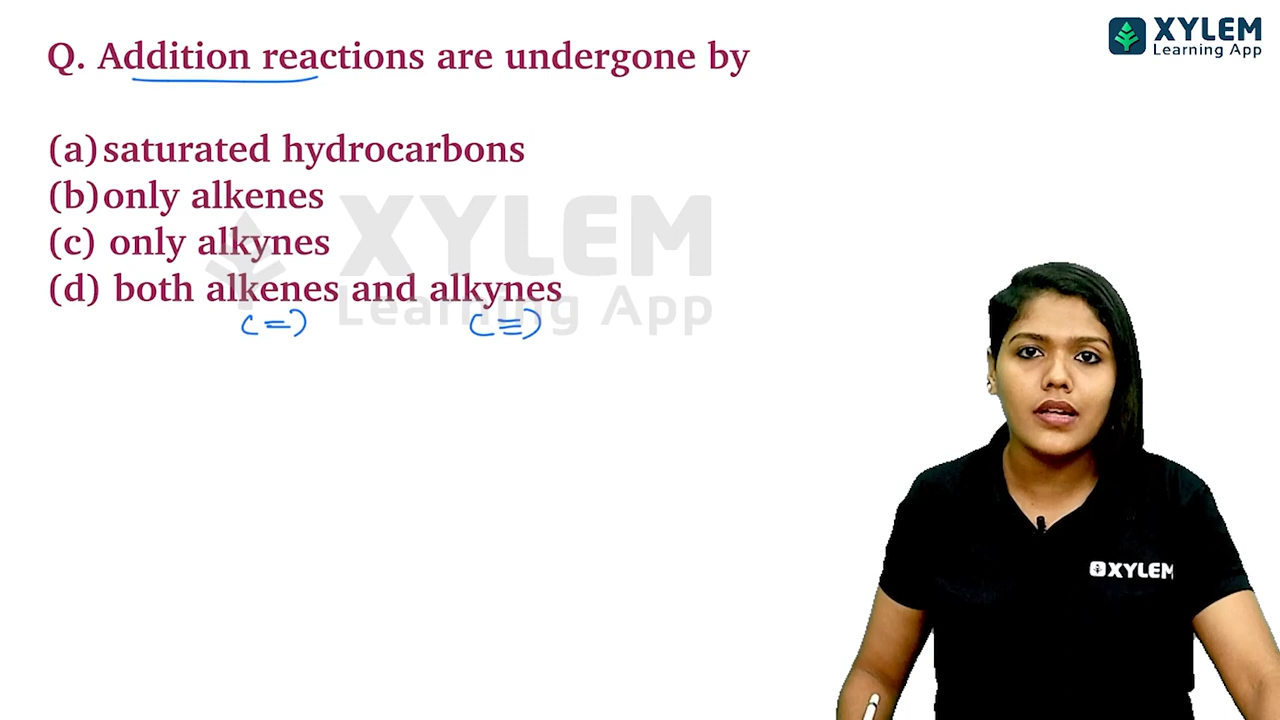 XYLEM
Learning App
Q. Addition reactions are undergone by
(a) saturated hydrocarbons
(b) only alkenes
(c) only alkynes
(d) both alkenes and alkynes
(=) (≡)
XYLEM
Learning App
XYLEM